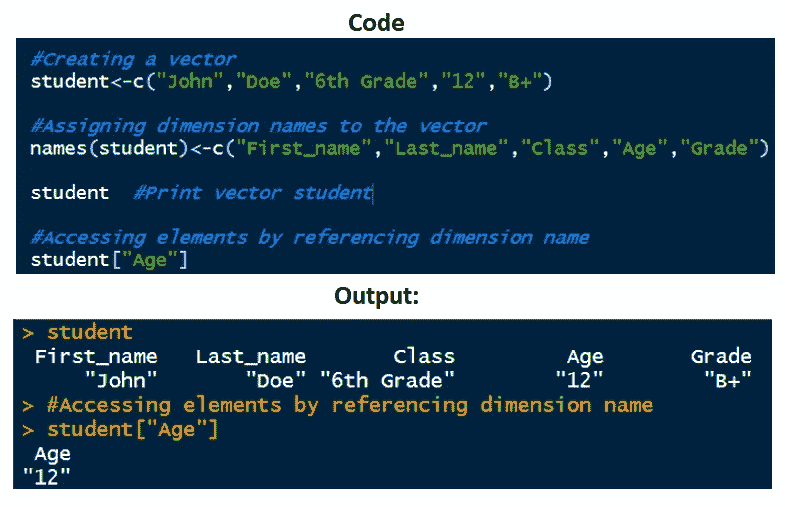 Code
#Creating a vector
student<-c("John","Doe","6th Grade","12","B+")
#Assigning dimension names to the vector
names(student)<-c("First_name","Last_name","Class","Age","Grade")
student  #Print vector student
#Accessing elements by referencing dimension name
student["Age"]
Output:
> student
 First_name   Last_name       Class         Age       Grade
     "John"       "Doe" "6th Grade"        "12"        "B+"
> #Accessing elements by referencing dimension name
> student["Age"]
 Age
"12"